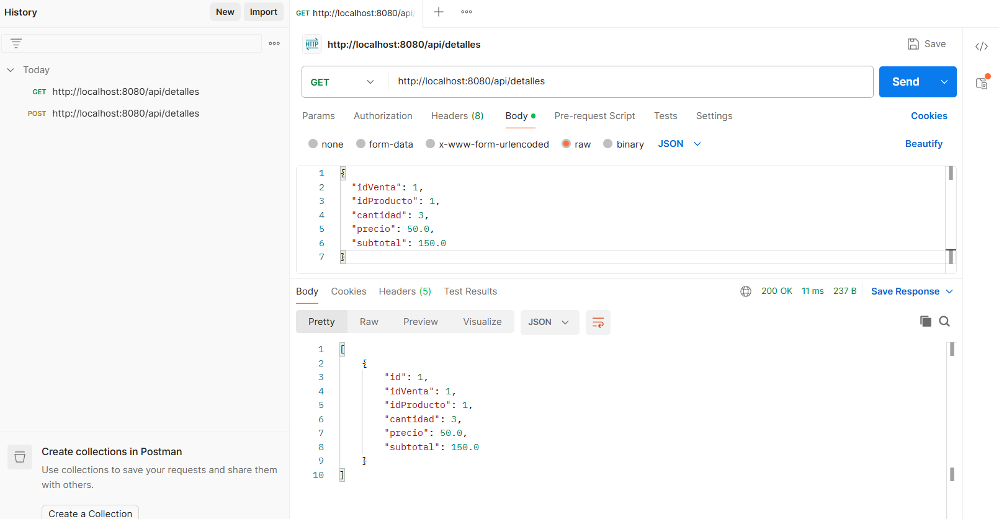 History
New
Import
GET http://localhost:8080/api/
Today
GET http://localhost:8080/api/detalles
POST http://localhost:8080/api/detalles
HTTP http://localhost:8080/api/detalles
Save
GET
http://localhost:8080/api/detalles
Send
Params Authorization Headers (8) Body Pre-request Script Tests Settings Cookies
none form-data x-www-form-urlencoded raw binary JSON Beautify
1 {
2 "idVenta": 1,
3 "idProducto": 1,
4 "cantidad": 3,
5 "precio": 50.0,
6 "subtotal": 150.0
7 }
Body Cookies Headers (5) Test Results 200 OK 11 ms 237 B Save Response
Pretty Raw Preview Visualize JSON
1 [
2 {
3 "id": 1,
4 "idVenta": 1,
5 "idProducto": 1,
6 "cantidad": 3,
7 "precio": 50.0,
8 "subtotal": 150.0
9 }
10 ]
Create collections in Postman
Use collections to save your requests and share them
with others.
Create a Collection